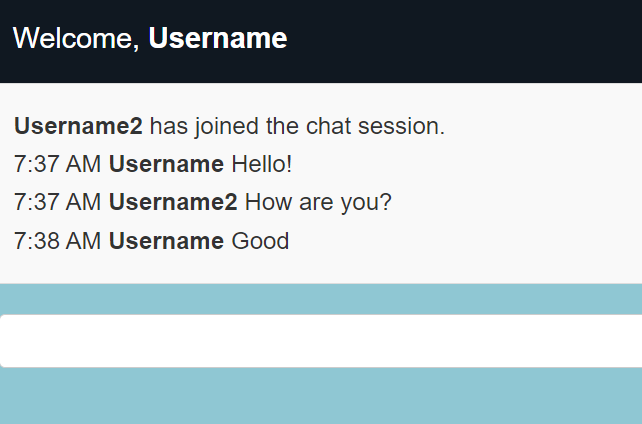 Welcome, Username
Username2 has joined the chat session.
7:37 AM Username Hello!
7:37 AM Username2 How are you?
7:38 AM Username Good